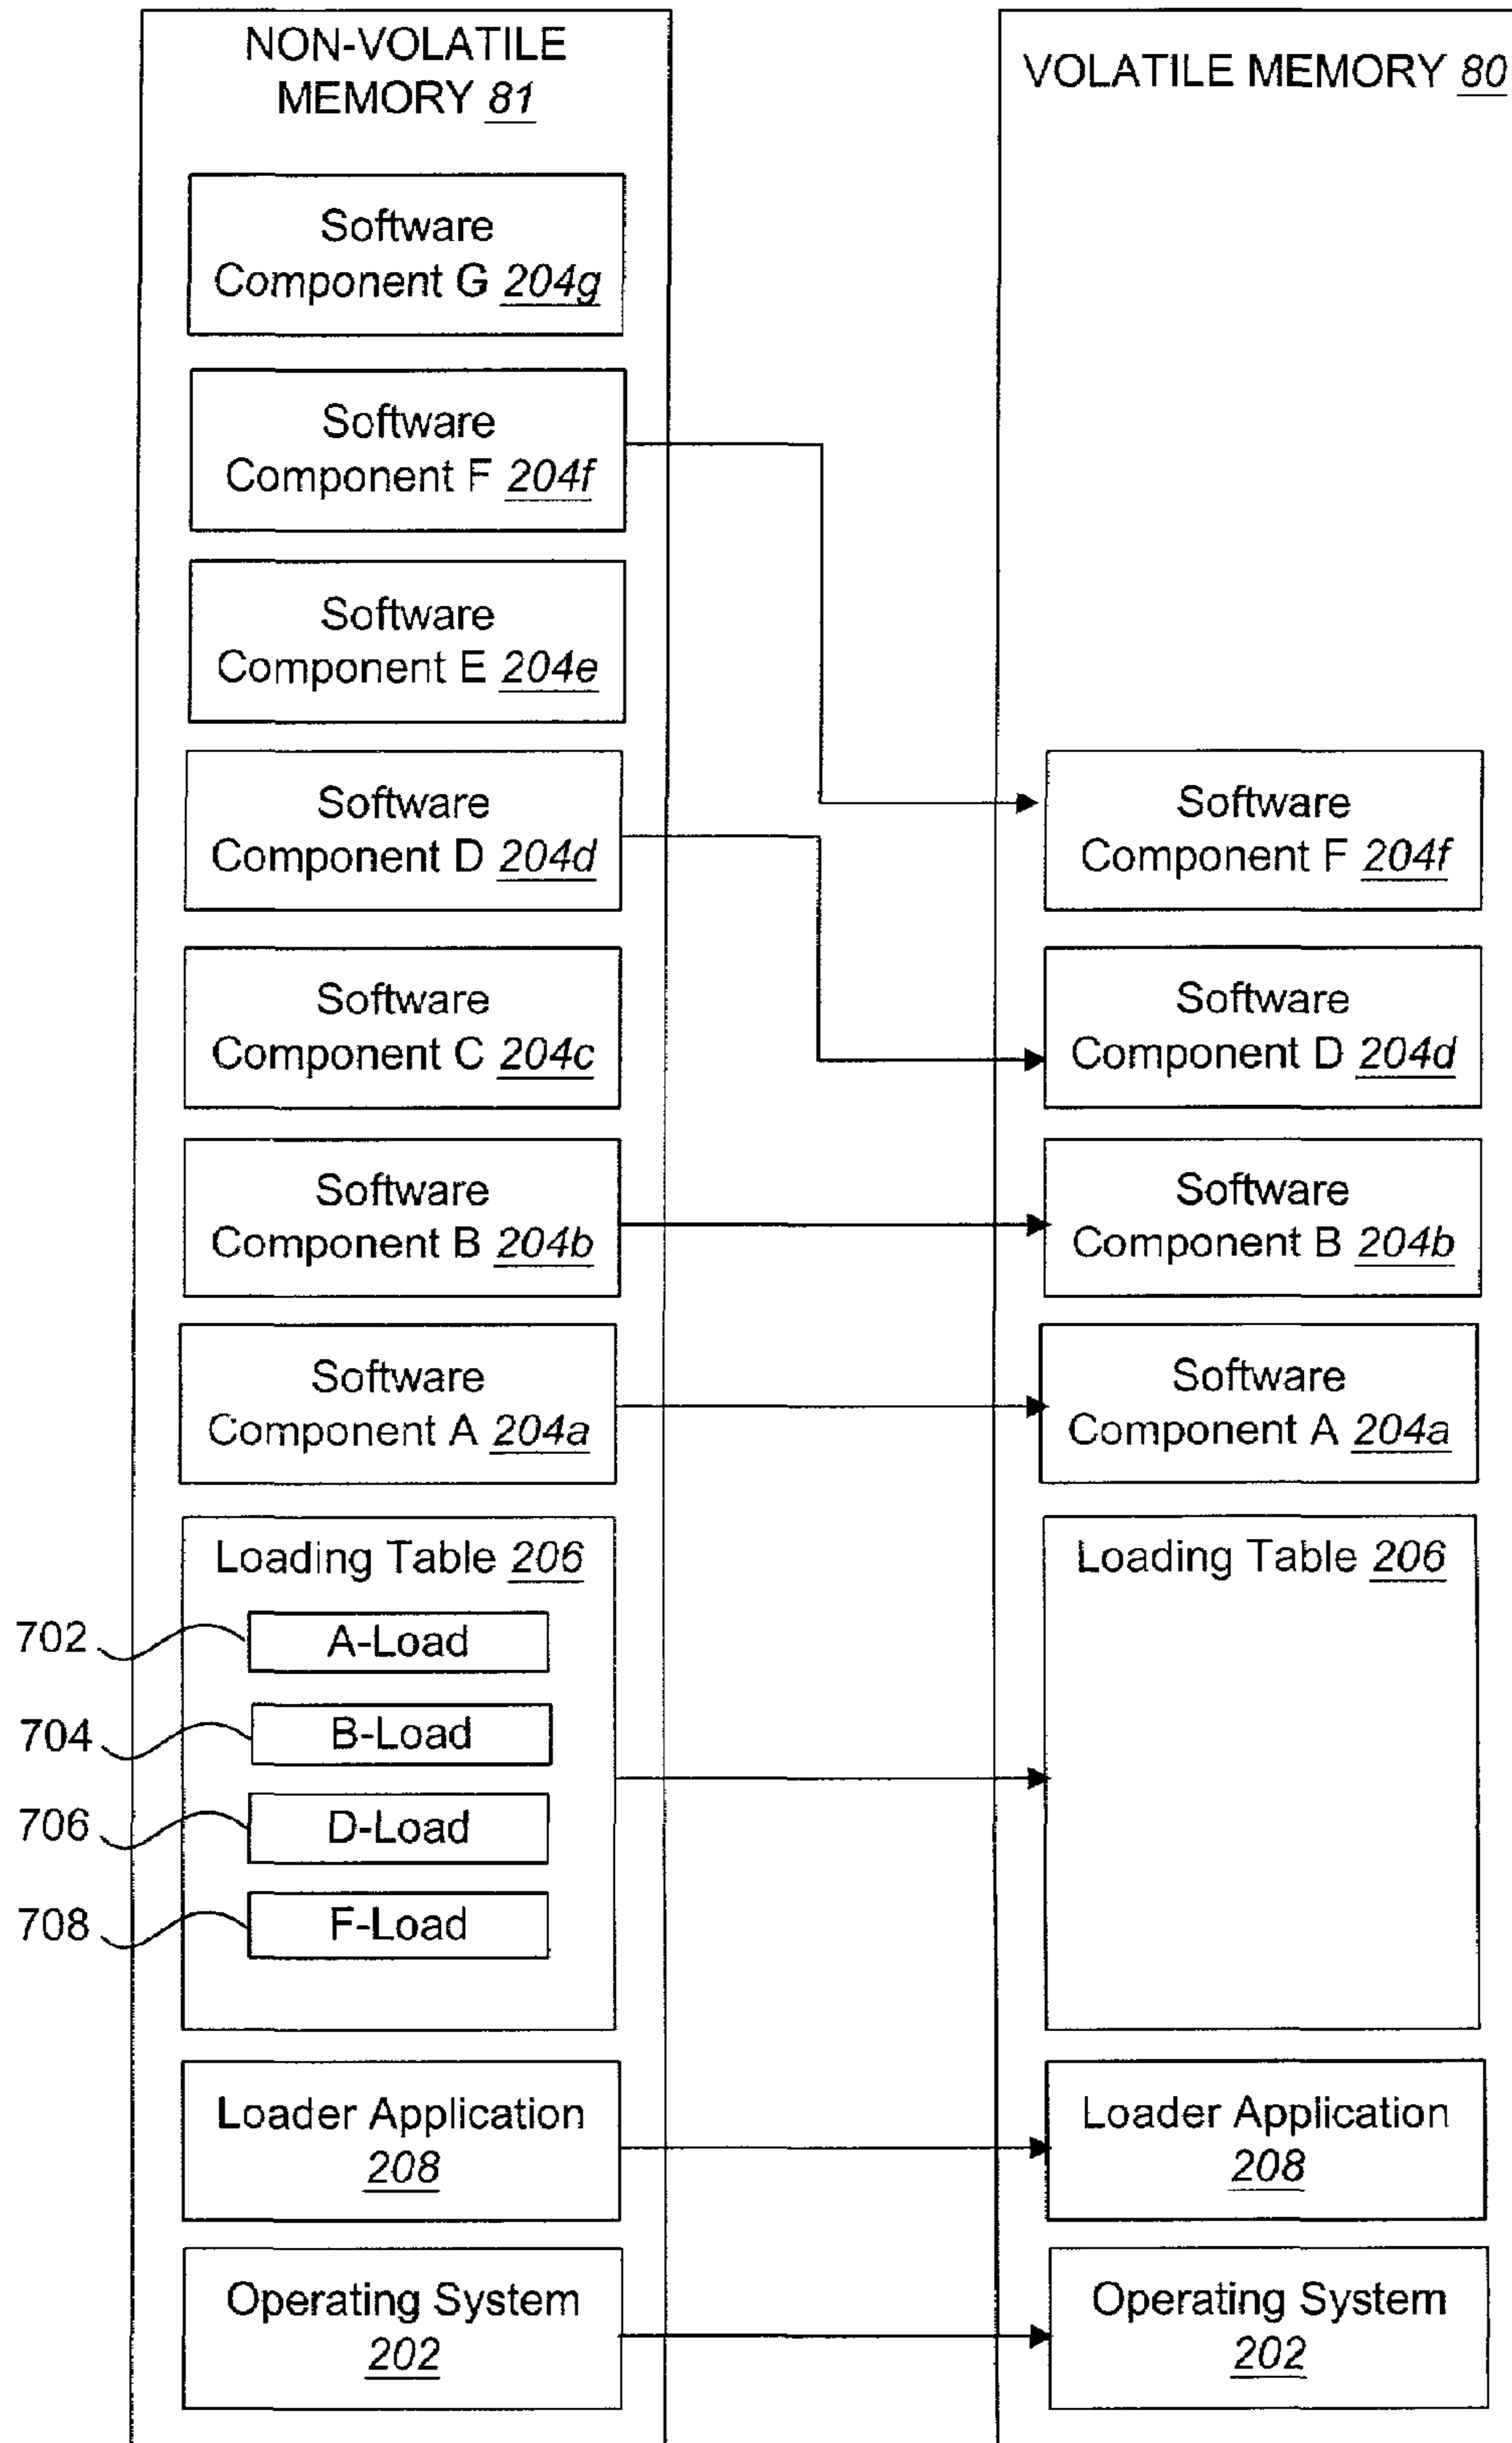 NON-VOLATILE
MEMORY 81
Software
Component G 204g
Software
Component F 204f
Software
Component E 204e
Software
Component D 204d
Software
Component C 204c
Software
Component B 204b
Software
Component A 204a
Loading Table 206
702
A-Load
704
B-Load
706
D-Load
708
F-Load
Loader Application
208
Operating System
202
VOLATILE MEMORY 80
Software
Component F 204f
Software
Component D 204d
Software
Component B 204b
Software
Component A 204a
Loading Table 206
Loader Application
208
Operating System
202